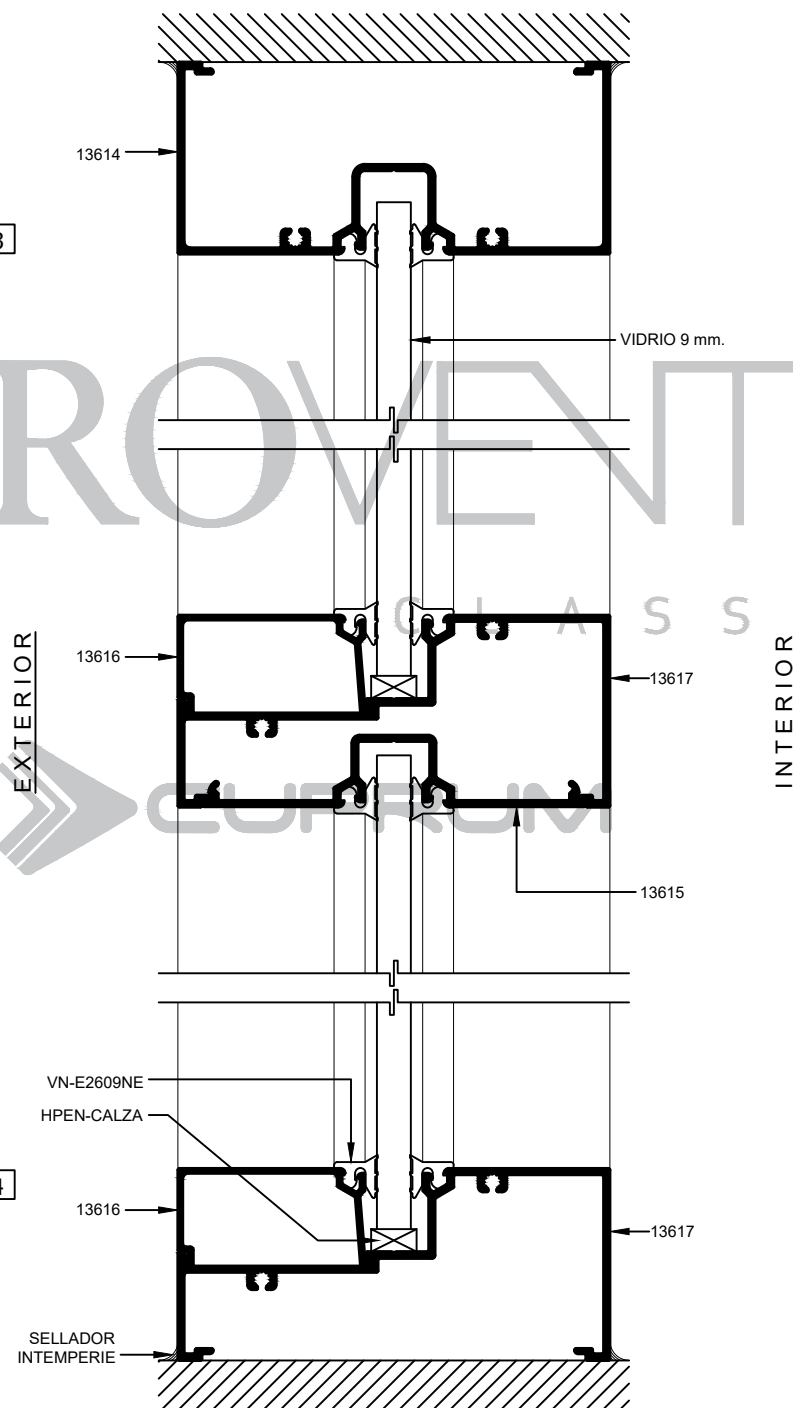 13614
3
VIDRIO 9 mm.
ROVENT
CLASS
EXTERIOR
13616
13617
INTERIOR
CUPRUM
13615
VN-E2609NE
HPEN-CALZA
4
13616
13617
SELLADOR
INTEMPERIE